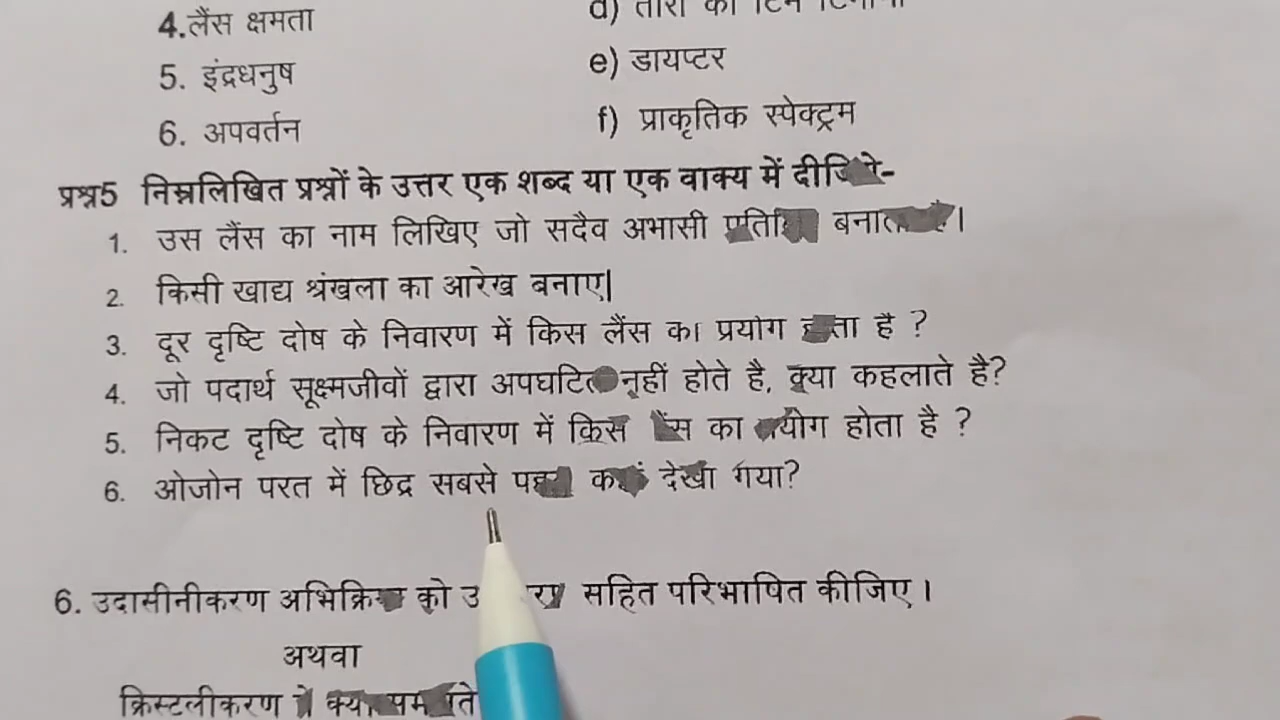 4.लैंस क्षमता
d) तारों का टिम टिमाना
5. इंद्रधनुष
e) डायप्टर
6. अपवर्तन
f) प्राकृतिक स्पेक्ट्रम
प्रश्न5 निम्नलिखित प्रश्नों के उत्तर एक शब्द या एक वाक्य में
1. उस लैंस का नाम लिखिए जो सदैव अभासी
2. किसी खाद्य श्रंखला का आरेख बनाए|
3. दूर दृष्टि दोष के निवारण में किस लैंस का प्रयोग है ?
4. जो पदार्थ सूक्ष्मजीवों द्वारा अपघटित नहीं होते है, क्या कहलाते है?
5. निकट दृष्टि दोष के निवारण में किस का होता है ?
6. ओजोन परत में छिद्र सबसे देखा गया?
6. उदासीनीकरण को सहित परिभाषित कीजिए ।
अथवा
क्रिस्टलीकरण क्या